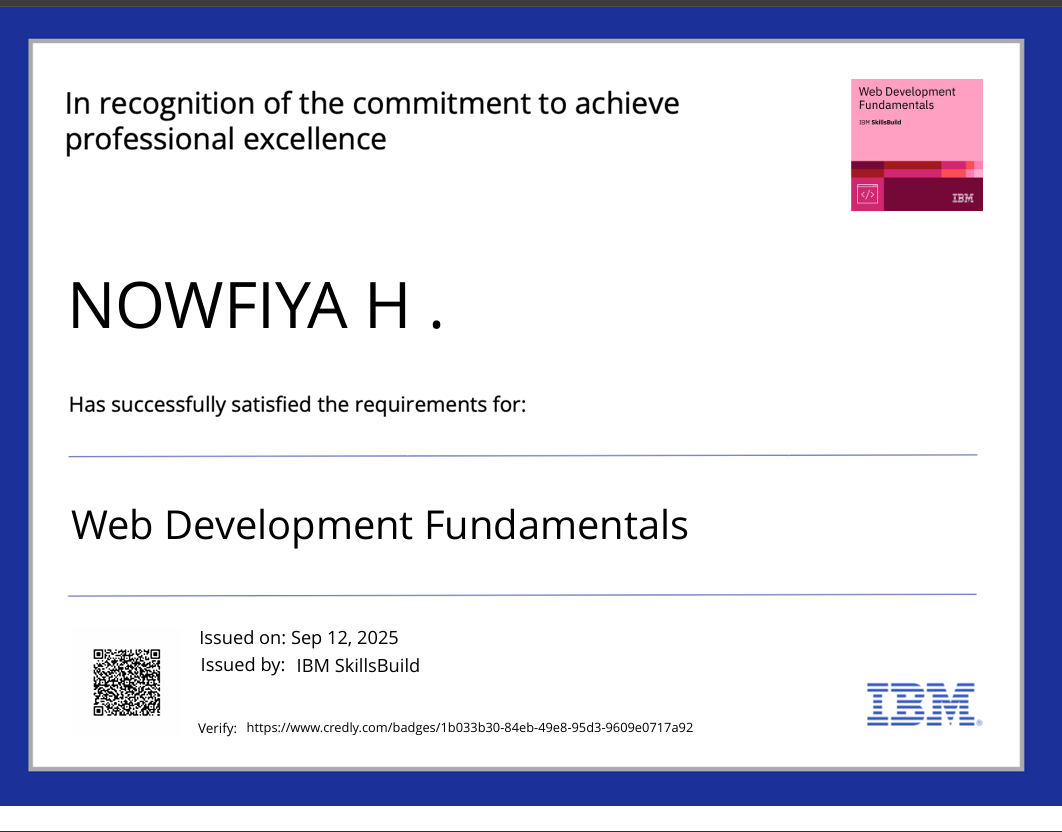 In recognition of the commitment to achieve
professional excellence
Web Development
Fundamentals
IBM SkillsBuild
</>
IBM
NOWFIYA H .
Has successfully satisfied the requirements for:
Web Development Fundamentals
Issued on: Sep 12, 2025
Issued by: IBM SkillsBuild
Verify: https://www.credly.com/badges/1b033b30-84eb-49e8-95d3-9609e0717a92
IBM®